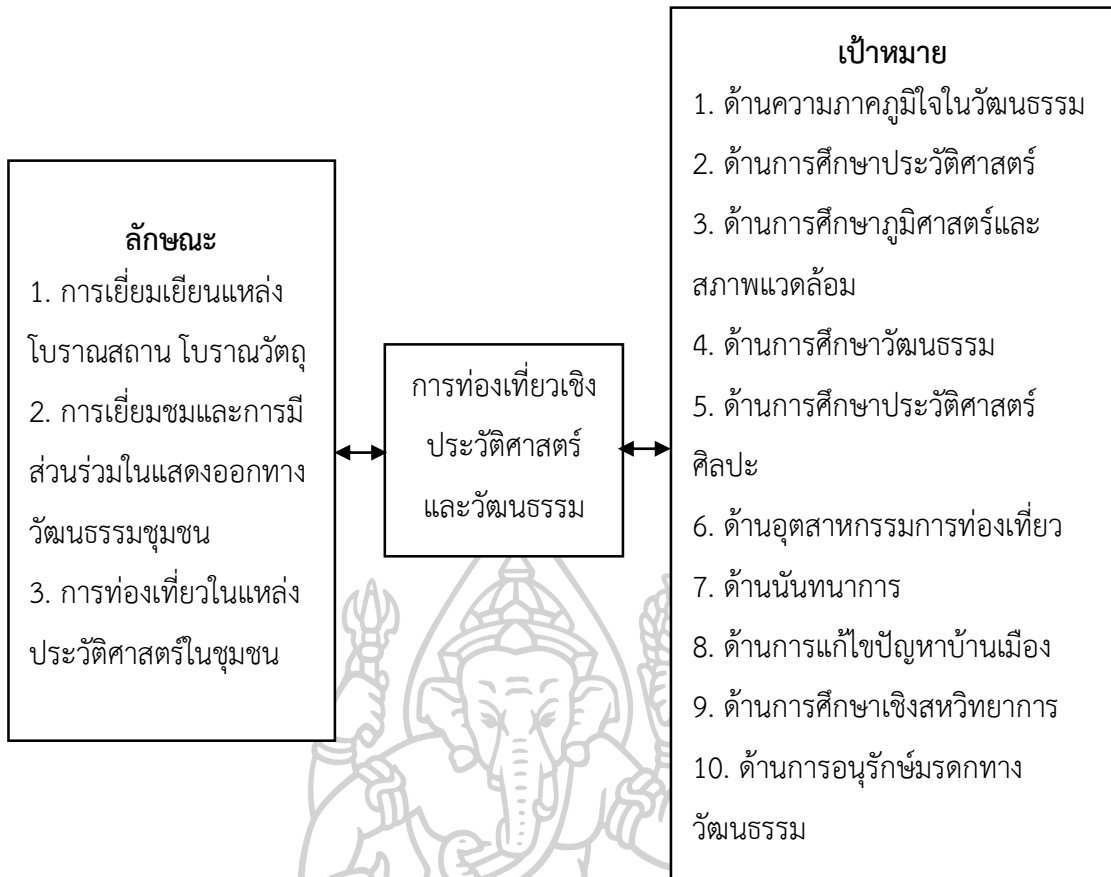 ลักษณะ
1. การเยี่ยมเยียนแหล่ง
โบราณสถาน โบราณวัตถุ
2. การเยี่ยมชมและการมี
ส่วนร่วมในแสดงออกทาง
วัฒนธรรมชุมชน
3. การท่องเที่ยวในแหล่ง
ประวัติศาสตร์ในชุมชน
การท่องเที่ยวเชิง
ประวัติศาสตร์
และวัฒนธรรม
เป้าหมาย
1. ด้านความภาคภูมิใจในวัฒนธรรม
2. ด้านการศึกษาประวัติศาสตร์
3. ด้านการศึกษาภูมิศาสตร์และ
สภาพแวดล้อม
4. ด้านการศึกษาวัฒนธรรม
5. ด้านการศึกษาประวัติศาสตร์
ศิลปะ
6. ด้านอุตสาหกรรมการท่องเที่ยว
7. ด้านนันทนาการ
8. ด้านการแก้ไขปัญหาบ้านเมือง
9. ด้านการศึกษาเชิงสหวิทยาการ
10. ด้านการอนุรักษ์มรดกทาง
วัฒนธรรม